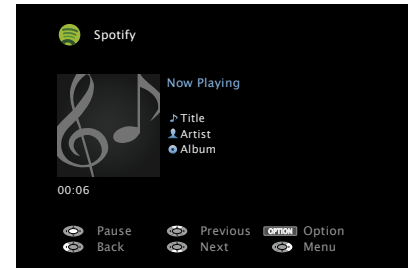 Spotify
Now Playing
Title
Artist
Album
00:06
Pause Previous OPTION Option
Back Next Menu